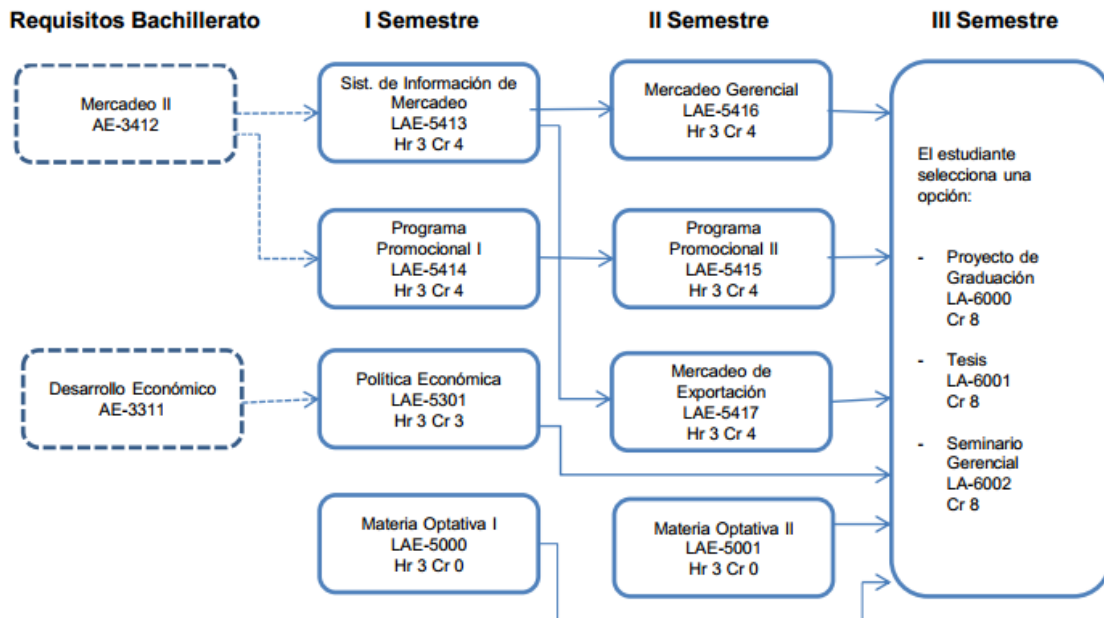 Requisitos Bachillerato
I Semestre
II Semestre
III Semestre
Mercadeo II
AE-3412
Sist. de Información de
Mercadeo
LAE-5413
Hr 3 Cr 4
Mercadeo Gerencial
LAE-5416
Hr 3 Cr 4
Programa
Promocional I
LAE-5414
Hr 3 Cr 4
Programa
Promocional II
LAE-5415
Hr 3 Cr 4
Desarrollo Económico
AE-3311
Política Económica
LAE-5301
Hr 3 Cr 3
Mercadeo de
Exportación
LAE-5417
Hr 3 Cr 4
Materia Optativa I
LAE-5000
Hr 3 Cr 0
Materia Optativa II
LAE-5001
Hr 3 Cr 0
El estudiante
selecciona una
opción:
- Proyecto de
Graduación
LA-6000
Cr 8
- Tesis
LA-6001
Cr 8
- Seminario
Gerencial
LA-6002
Cr 8